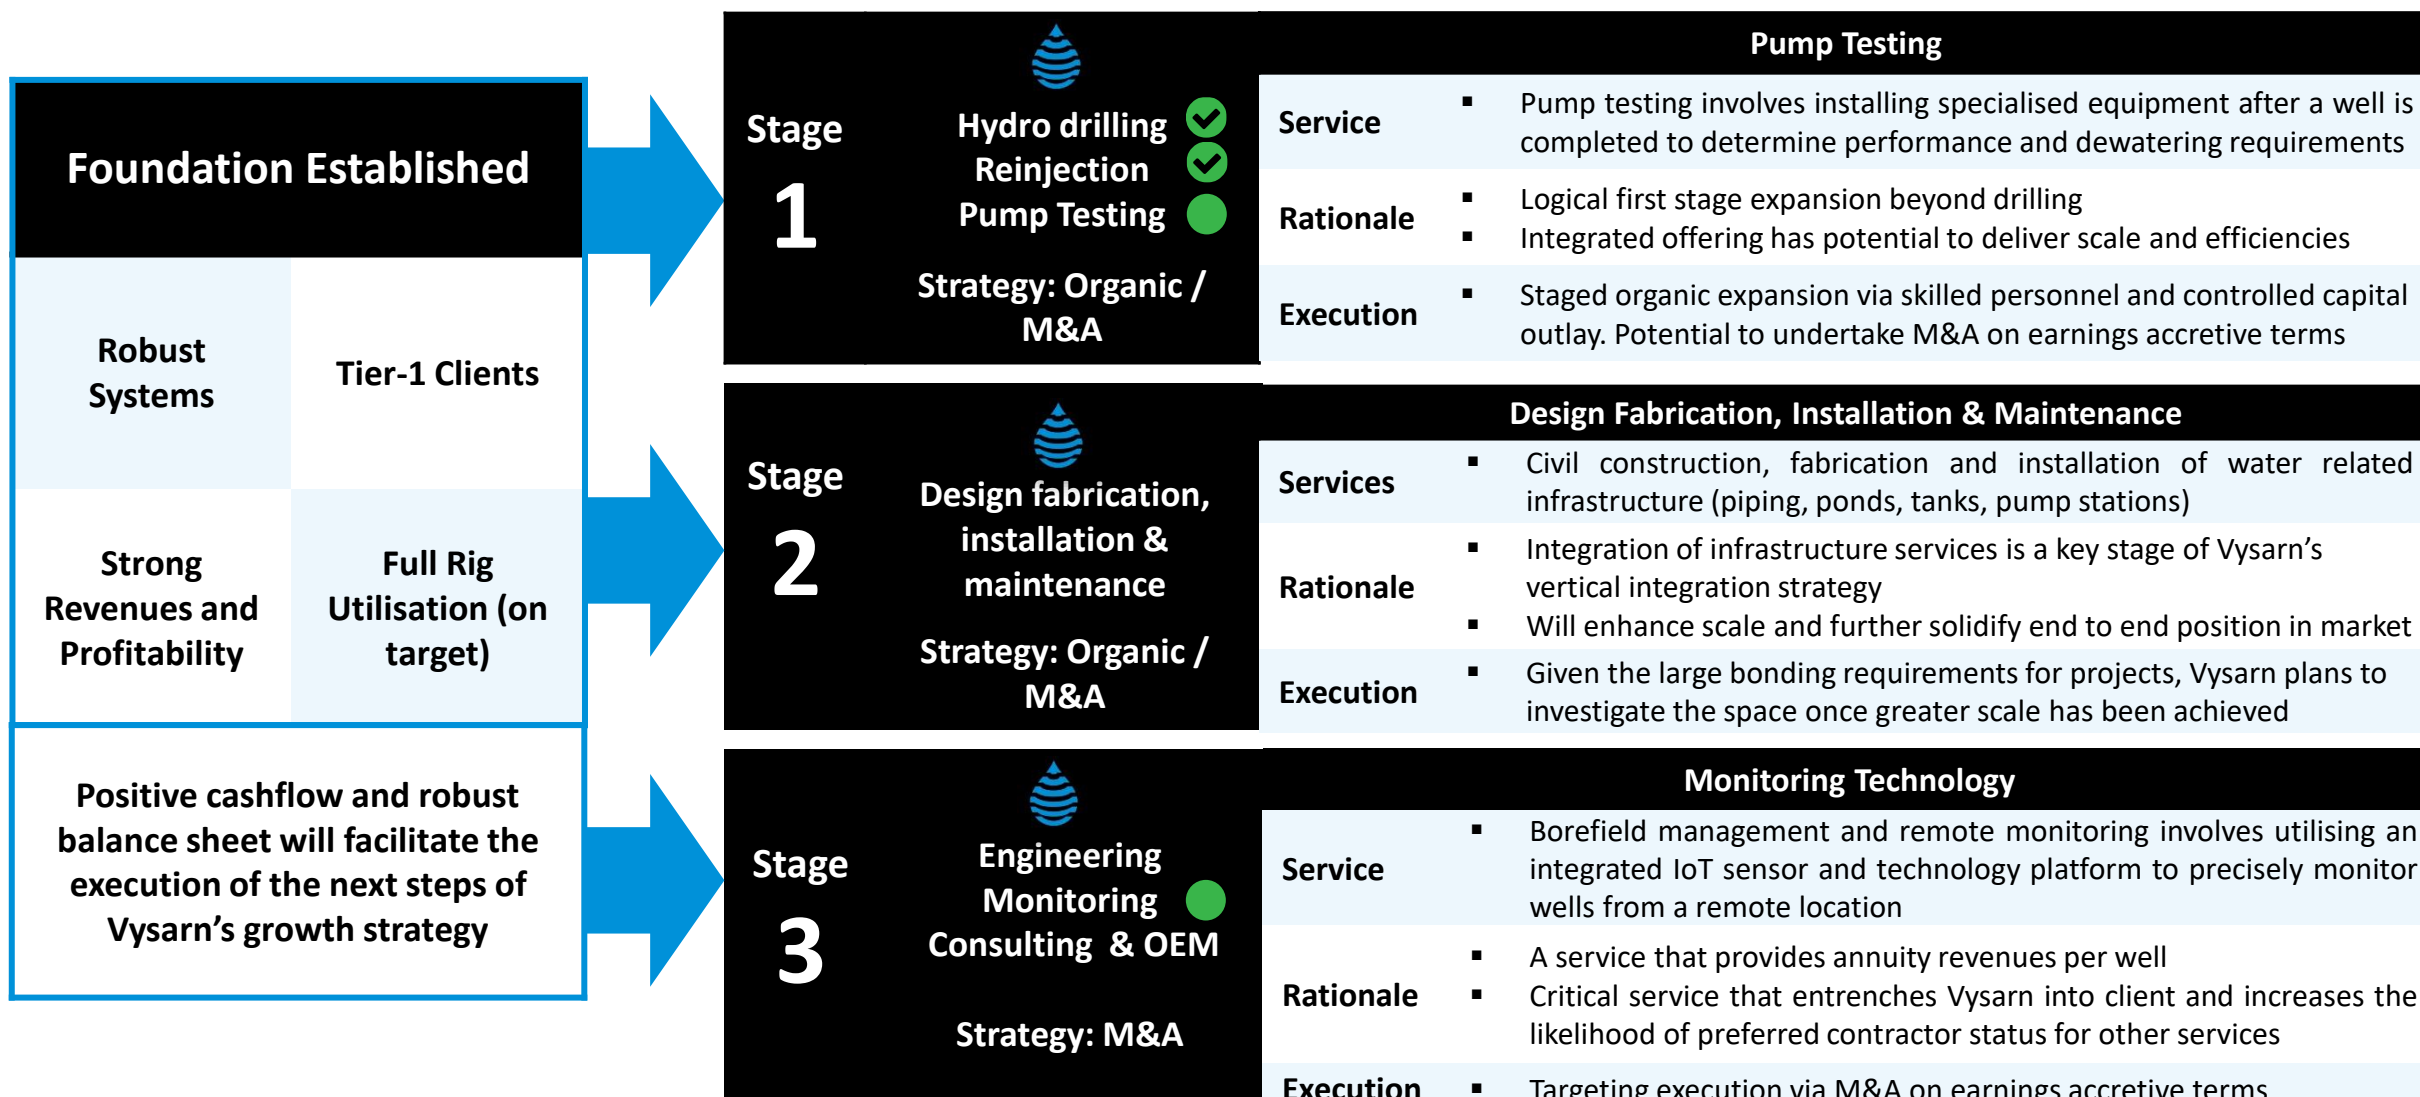 Foundation Established
Robust
Systems
Tier-1 Clients
Strong
Revenues and
Profitability
Full Rig
Utilisation (on
target)
Positive cashflow and robust
balance sheet will facilitate the
execution of the next steps of
Vysarn's growth strategy
Stage
1
Hydro drilling
Reinjection
Pump Testing
Strategy: Organic /
M&A
Pump Testing
Service
▪ Pump testing involves installing specialised equipment after a well is
completed to determine performance and dewatering requirements
Rationale
▪ Logical first stage expansion beyond drilling
▪ Integrated offering has potential to deliver scale and efficiencies
Execution
▪ Staged organic expansion via skilled personnel and controlled capital
outlay. Potential to undertake M&A on earnings accretive terms
Stage
2
Design fabrication,
installation &
maintenance
Strategy: Organic /
M&A
Design Fabrication, Installation & Maintenance
Services
▪ Civil construction, fabrication and installation of water related
infrastructure (piping, ponds, tanks, pump stations)
Rationale
▪ Integration of infrastructure services is a key stage of Vysarn's
vertical integration strategy
▪ Will enhance scale and further solidify end to end position in market
Execution
▪ Given the large bonding requirements for projects, Vysarn plans to
investigate the space once greater scale has been achieved
Stage
3
Engineering
Monitoring
Consulting & OEM
Strategy: M&A
Monitoring Technology
Service
▪ Borefield management and remote monitoring involves utilising an
integrated IoT sensor and technology platform to precisely monitor
wells from a remote location
Rationale
▪ A service that provides annuity revenues per well
▪ Critical service that entrenches Vysarn into client and increases the
likelihood of preferred contractor status for other services
Execution
▪ Targeting execution via M&A on earnings accretive terms